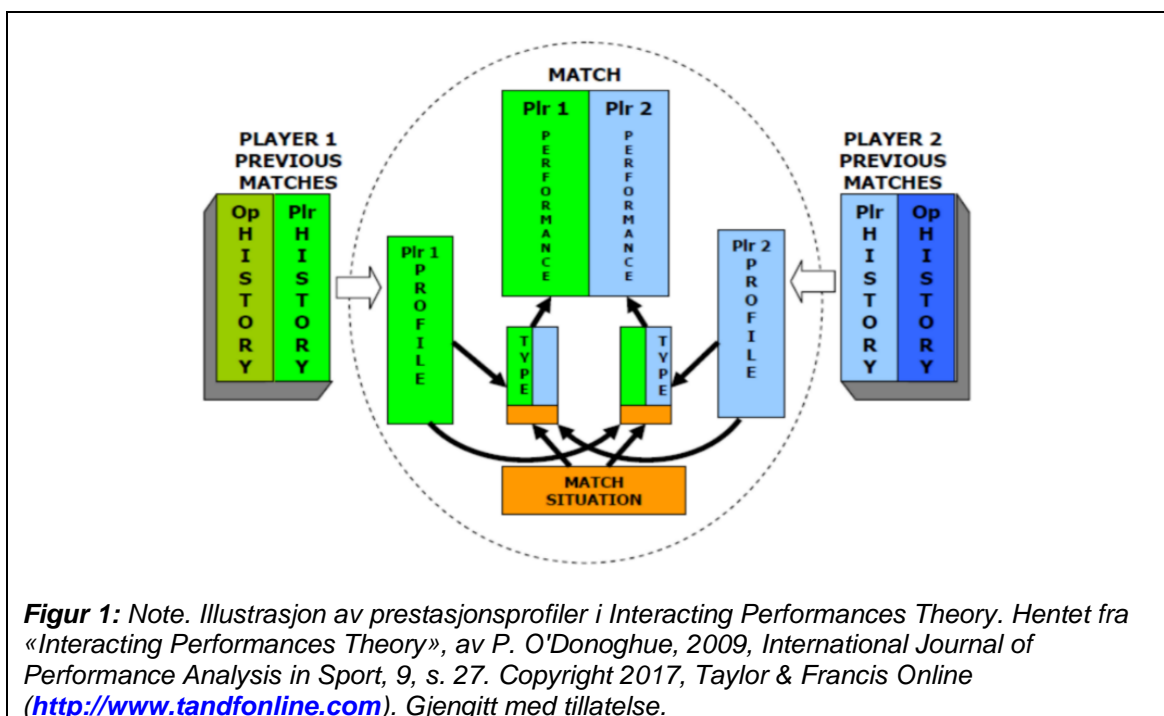 MATCH
Plr 1
PERFORMANCE
Plr 2
PERFORMANCE
PLAYER 1
PREVIOUS
MATCHES
Op
HISTORY
Plr
HISTORY
Plr 1
PROFILE
TYPE
TYPE
Plr 2
PROFILE
PLAYER 2
PREVIOUS
MATCHES
Plr
HISTORY
Op
HISTORY
MATCH
SITUATION
Figur 1: Note. Illustrasjon av prestasjonsprofiler i Interacting Performances Theory. Hentet fra
«Interacting Performances Theory», av P. O'Donoghue, 2009, International Journal of
Performance Analysis in Sport, 9, s. 27. Copyright 2017, Taylor & Francis Online
(http://www.tandfonline.com). Gjengitt med tillatelse.